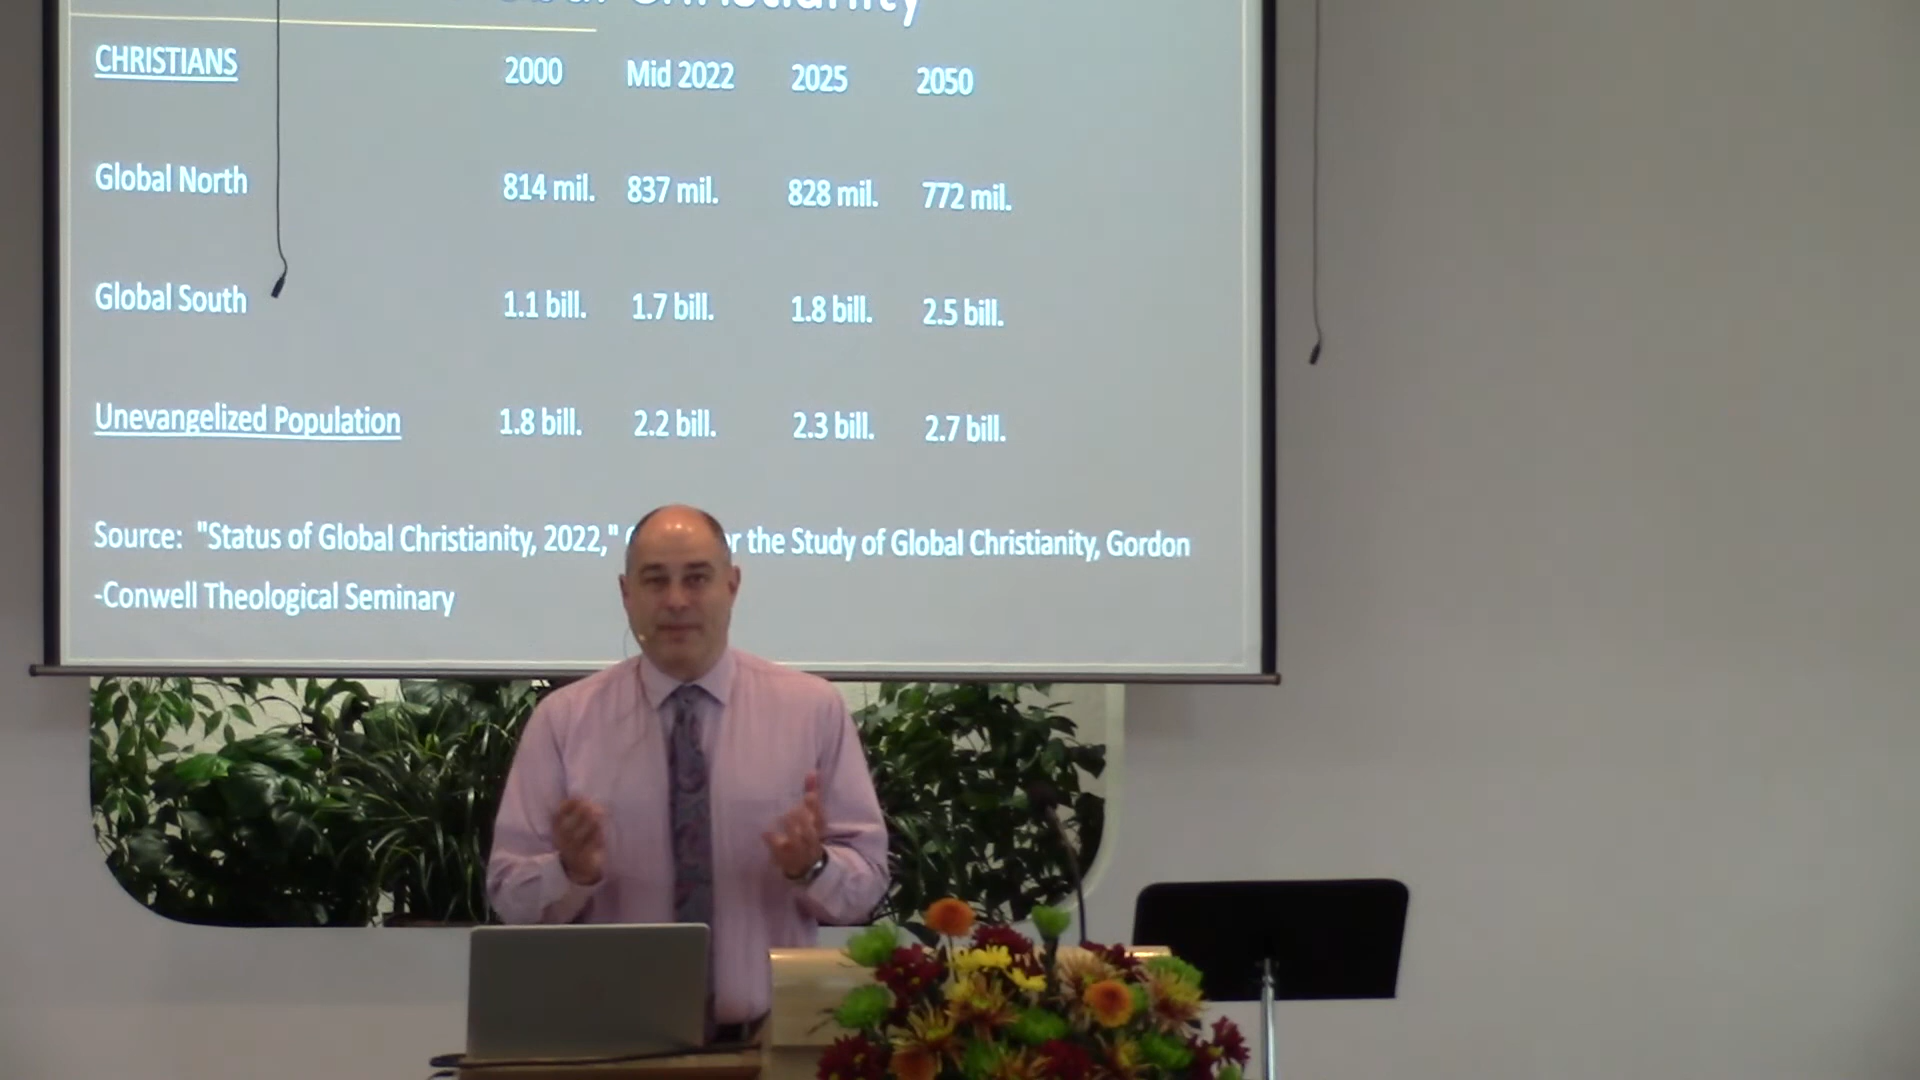 Christianity
CHRISTIANS 2000 Mid 2022 2025 2050
Global North 814 mil. 837 mil. 828 mil. 772 mil.
Global South 1.1 bill. 1.7 bill. 1.8 bill. 2.5 bill.
Unevangelized Population 1.8 bill. 2.2 bill. 2.3 bill. 2.7 bill.
Source: "Status of Global Christianity, 2022," the Study of Global Christianity, Gordon
-Conwell Theological Seminary